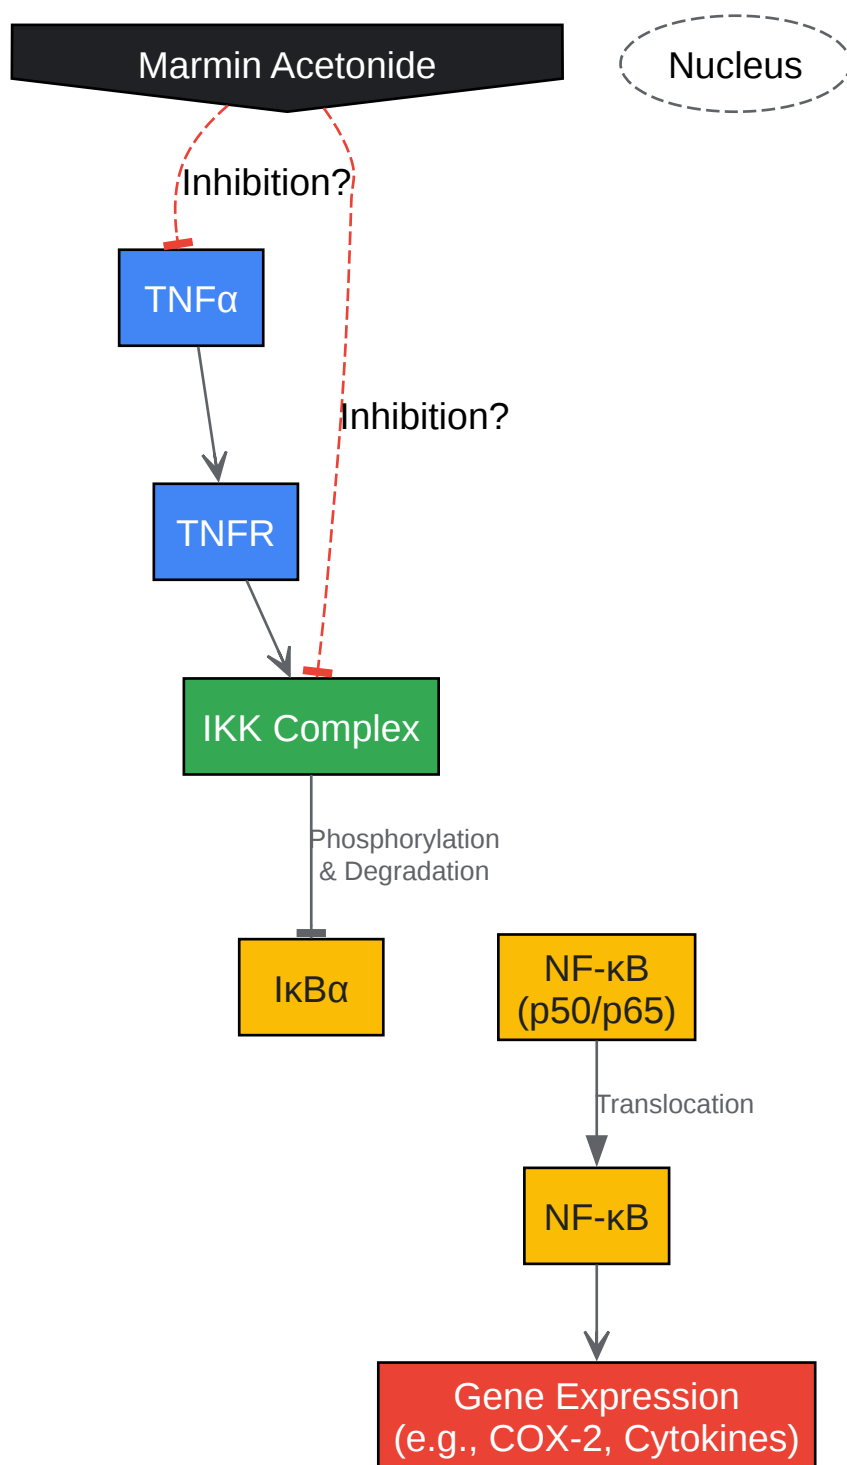 Marmin Acetonide
Nucleus
Inhibition?
TNFα
Inhibition?
TNFR
IKK Complex
Phosphorylation
& Degradation
IκBα
NF-κB
(p50/p65)
Translocation
NF-κB
Gene Expression
(e.g., COX-2, Cytokines)